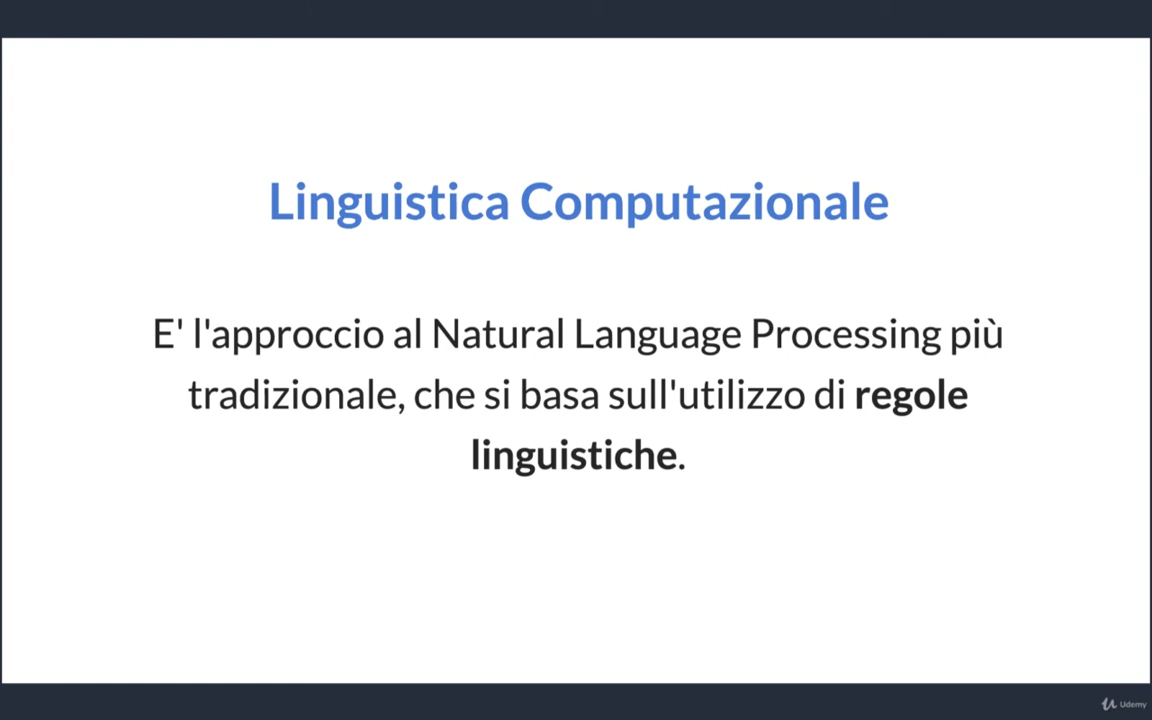 Linguistica Computazionale
E' l'approccio al Natural Language Processing più
tradizionale, che si basa sull'utilizzo di regole
linguistiche.
Udemy